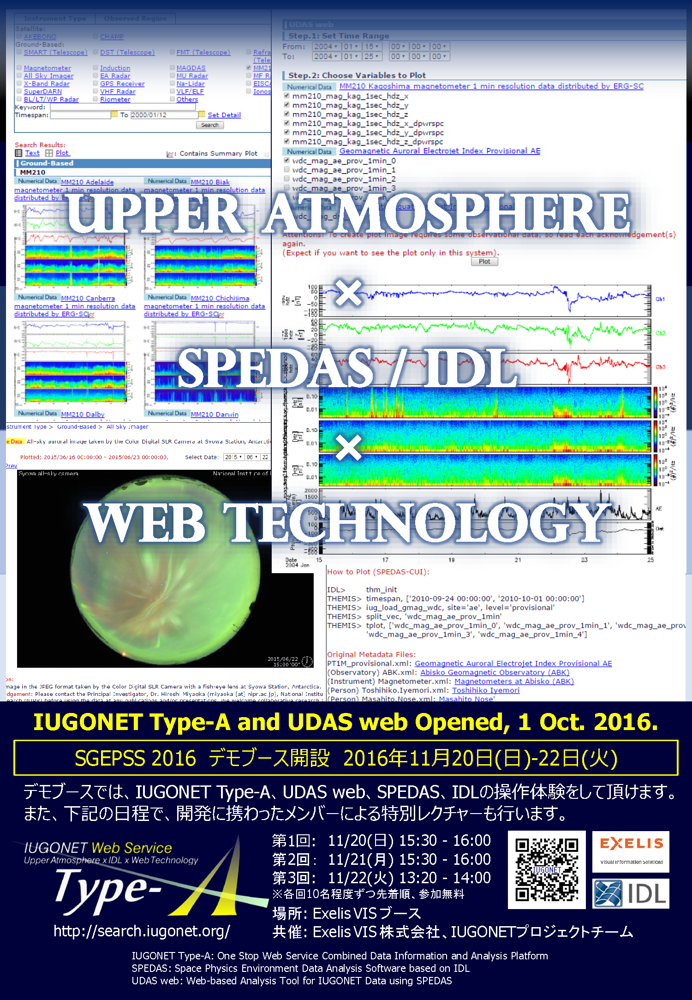 Instrument Type Observed Region
Satellite:
AKEBONO CHAMP
Ground-Based:
SMART (Telescope) DST (Telescope) FMT (Telescope) Refra
(Tele
Magnetometer Induction MAGDAS MM21
All Sky Imager EA Radar MU Radar MF R
X-Band Radar GPS Receiver Na-Lidar EISCA
SuperDARN VHF Radar VLF/ELF Ionos
BL/LT/WP Radar Riometer Others
Keyword:
Timespan: To 2000/01/12 Set Detail
Search
Search Results:
Text Plot : Contains Summary Plot
Ground-Based
MM210
Numerical Data MM210 Adelaide
magnetometer 1 min resolution data
distributed by ERG-SC
Numerical Data MM210 Biak
magnetometer 1 min resolution data
Numerical Data MM210 Canberra
magnetometer 1 min resolution data
distributed by ERG-SC
Numerical Data MM210 Chichijima
magnetometer 1 min resolution data
distributed by ERG-SC
Numerical Data MM210 Dalby
Numerical Data MM210 Darwin
UDAS web
Step.1: Set Time Range
From: 2004 01 15 00 00 00
To: 2004 01 25 00 00 00
Step.2: Choose Variables to Plot
Numerical Data MM210 Kagoshima magnetometer 1 min resolution data distributed by ERG-SC
mm210_mag_kag_1sec_hdz_x
mm210_mag_kag_1sec_hdz_y
mm210_mag_kag_1sec_hdz_z
mm210_mag_kag_1sec_hdz_x_dpwrspc
mm210_mag_kag_1sec_hdz_y_dpwrspc
mm210_mag_kag_1sec_hdz_z_dpwrspc
Numerical Data Geomagnetic Auroral Electrojet Index Provisional AE
wdc_mag_ae_prov_1min_0
wdc_mag_ae_prov_1min_1
wdc_mag_ae_prov_1min_2
wdc_mag_ae_prov_1min_3
UPPER ATMOSPHERE
Attentions: To create plot image requires some observational data, so read each acknowledgement(s)
again.
(Expect if you want to see the plot only in this system).
Plot
×
Ch1
Ch2
SPEDAS / IDL
Ch3
×
AE
Dst
WEB TECHNOLOGY
Date 15 17 19 21 23 25
2004 Jan
strument Type > Ground-Based > All Sky Imager
e Data All-sky auroral image taken by the Color Digital SLR Camera at Syowa Station, Antarctic
Plotted: 2015/06/16 00:00:00 - 2015/06/23 00:00:00, Select Date: 2015 06 22
Prev
Syowa all-sky camera National Institute of
2015/06/22
19:00'00"
on:
mage in the JPEG format taken by the Color Digital SLR Camera with a fish-eye lens at Syowa Station, Antarctica.
dgement: Please contact the Principal Investigator, Dr. Hiroshi Miyaoka (miyaoka [at] nipr.ac.jp), National Institu
earch (NIPR) before using the data at any publications and/or presentations. We welcome collaborative research
How to Plot (SPEDAS-CUI):
IDL> thm_init
THEMIS> timespan, ['2010-09-24 00:00:00', '2010-10-01 00:00:00']
THEMIS> iug_load_gmag_wdc, site='ae', level='provisional'
THEMIS> split_vec, 'wdc_mag_ae_prov_1min'
THEMIS> tplot, ['wdc_mag_ae_prov_1min_0', 'wdc_mag_ae_prov_1min_1', 'wdc_mag_ae_prov
'wdc_mag_ae_prov_1min_3', 'wdc_mag_ae_prov_1min_4']
Original Metadata Files:
PT1M_provisional.xml: Geomagnetic Auroral Electrojet Index Provisional AE
(Observatory) ABK.xml: Abisko Geomagnetic Observatory (ABK)
(Instrument) Magnetometer.xml: Magnetometers at Abisko (ABK)
(Person) Toshihiko.Iyemori.xml: Toshihiko Iyemori
(Person) Masahito.Nose.xml: Masahito Nose'
IUGONET Type-A and UDAS web Opened, 1 Oct. 2016.
SGEPSS 2016 デモブース開設 2016年11月20日(日)-22日(火)
デモブースでは、IUGONET Type-A、UDAS web、SPEDAS、IDLの操作体験をして頂けます。
また、下記の日程で、開発に携わったメンバーによる特別レクチャーも行います。
IUGONET Web Service
Upper Atmosphere x IDL x Web Technology
Type-A
http://search.iugonet.org/
第1回: 11/20(日) 15:30 - 16:00
第2回: 11/21(月) 15:30 - 16:00
第3回: 11/22(火) 13:20 - 14:00
※各回10名程度ずつ先着順、参加無料
場所: Exelis VIS ブース
共催: Exelis VIS 株式会社、IUGONETプロジェクトチーム
IUGONET
EXELIS
Visual Information Solutions
IDL
IUGONET Type-A: One Stop Web Service Combined Data Information and Analysis Platform
SPEDAS: Space Physics Environment Data Analysis Software based on IDL
UDAS web: Web-based Analysis Tool for IUGONET Data using SPEDAS